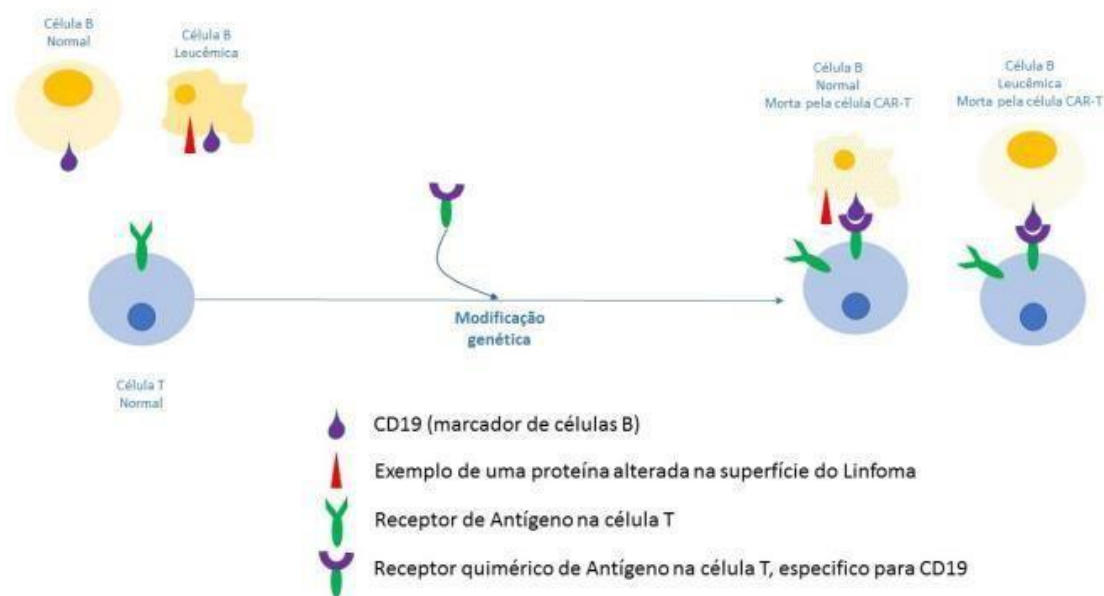 Célula B
Normal
Célula B
Leucêmica
Célula B
Normal
Morta pela célula CAR-T
Célula B
Leucêmica
Morta pela célula CAR-T
Modificação
genética
Célula T
Normal
CD19 (marcador de células B)
Exemplo de uma proteína alterada na superfície do Linfoma
Receptor de Antígeno na célula T
Receptor quimérico de Antígeno na célula T, especifico para CD19